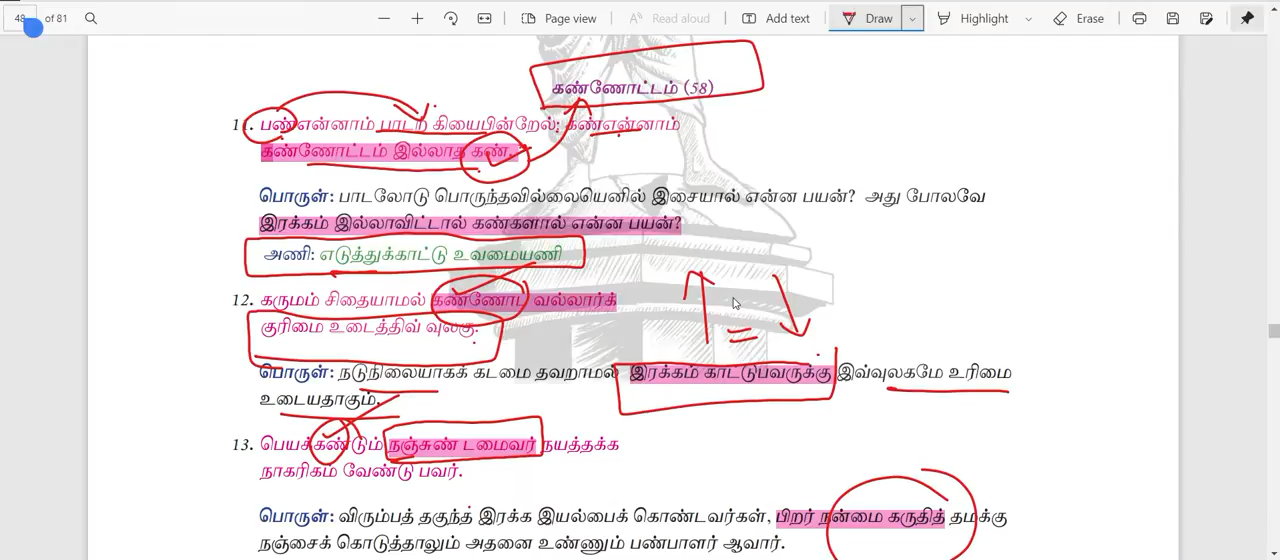 48 of 81 Page view Read aloud Add text Draw Highlight Erase
கண்ணோட்டம் (58)
11. பண்என்னாம் பாடற் கியைபின்றேல்; கண்என்னாம்
கண்ணோட்டம் இல்லாத கண்.
பொருள்: பாடலோடு பொருந்தவில்லையெனில் இசையால் என்ன பயன்? அது போலவே
இரக்கம் இல்லாவிட்டால் கண்களால் என்ன பயன்?
அணி: எடுத்துக்காட்டு உவமையணி
12. கருமம் சிதையாமல் கண்ணோட வல்லார்க்
குரிமை உடைத்திவ் வுலகு.
பொருள்: நடுநிலையாகக் கடமை தவறாமல் இரக்கம் காட்டுபவருக்கு இவ்வுலகமே உரிமை
உடையதாகும்.
13. பெயக்கண்டும் நஞ்சுண் டமைவர் நயத்தக்க
நாகரிகம் வேண்டு பவர்.
பொருள்: விரும்பத் தகுந்த இரக்க இயல்பைக் கொண்டவர்கள், பிறர் நன்மை கருதித் தமக்கு
நஞ்சைக் கொடுத்தாலும் அதனை உண்ணும் பண்பாளர் ஆவார்.